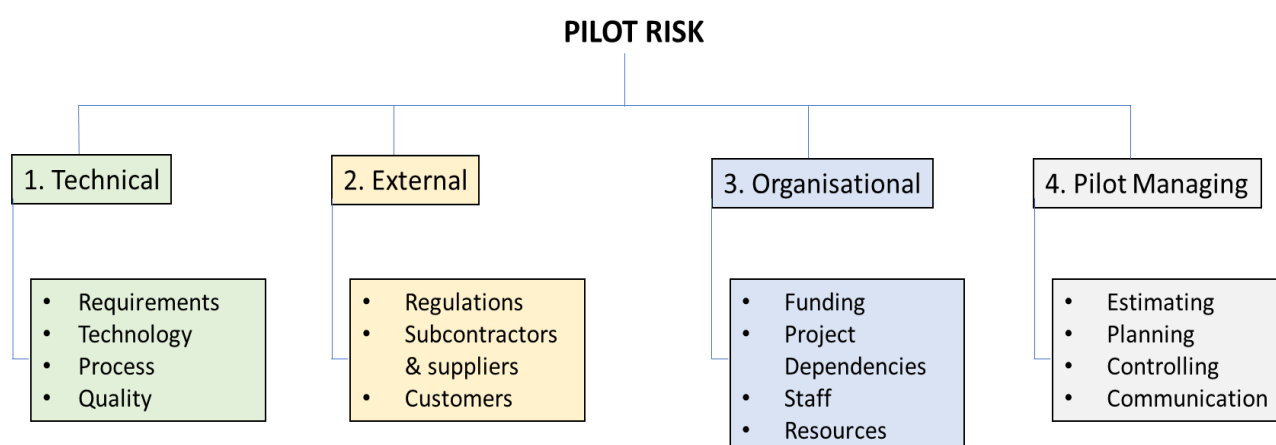 PILOT RISK
1. Technical
2. External
3. Organisational
4. Pilot Managing
• Requirements
• Technology
• Process
• Quality
• Regulations
• Subcontractors
& suppliers
• Customers
• Funding
• Project
Dependencies
• Staff
• Resources
• Estimating
• Planning
• Controlling
• Communication